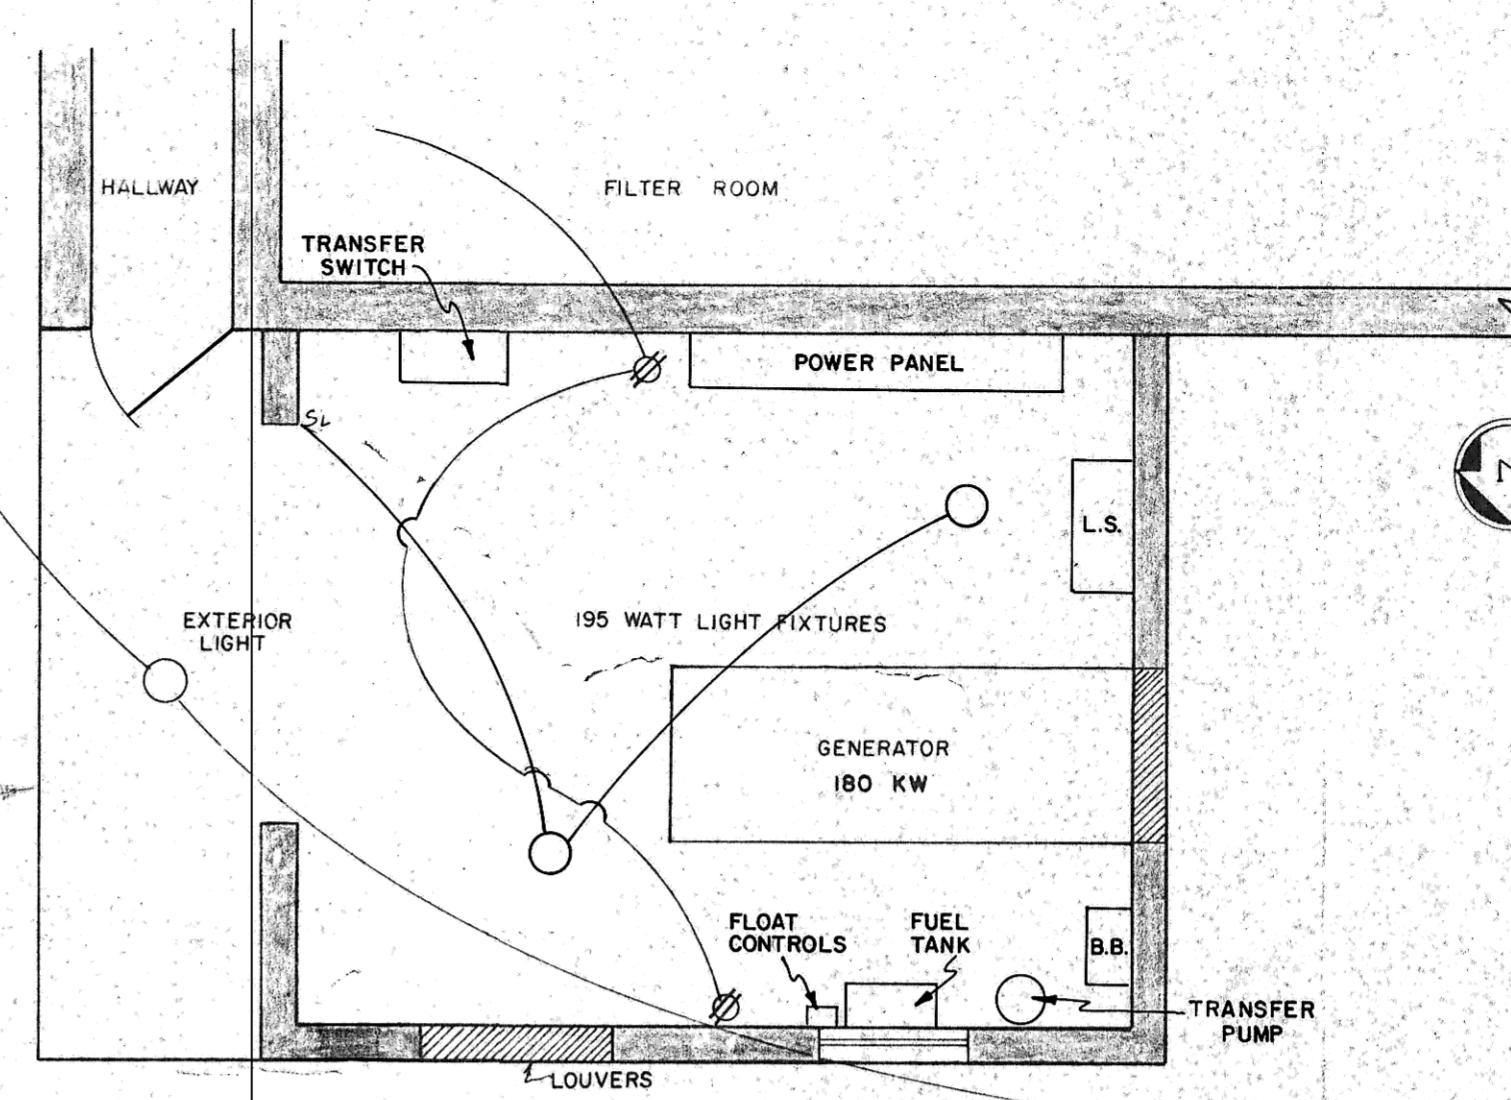 HALLWAY
FILTER ROOM
TRANSFER
SWITCH
POWER PANEL
SL
L.S.
N
EXTERIOR
LIGHT
195 WATT LIGHT FIXTURES
GENERATOR
180 KW
FLOAT
CONTROLS
FUEL
TANK
B.B.
TRANSFER
PUMP
LOUVERS